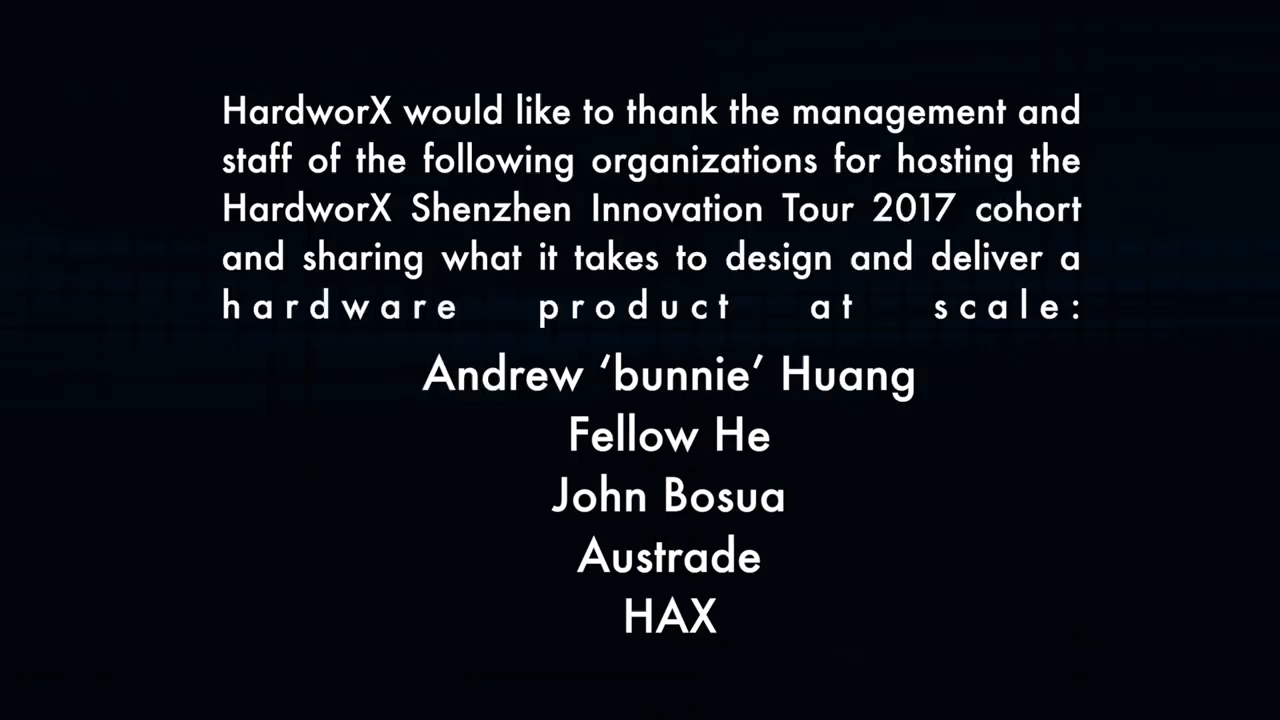 HardworX would like to thank the management and
staff of the following organizations for hosting the
HardworX Shenzhen Innovation Tour 2017 cohort
and sharing what it takes to design and deliver a
hardware product at scale:
Andrew ‘bunnie’ Huang
Fellow He
John Bosua
Austrade
HAX